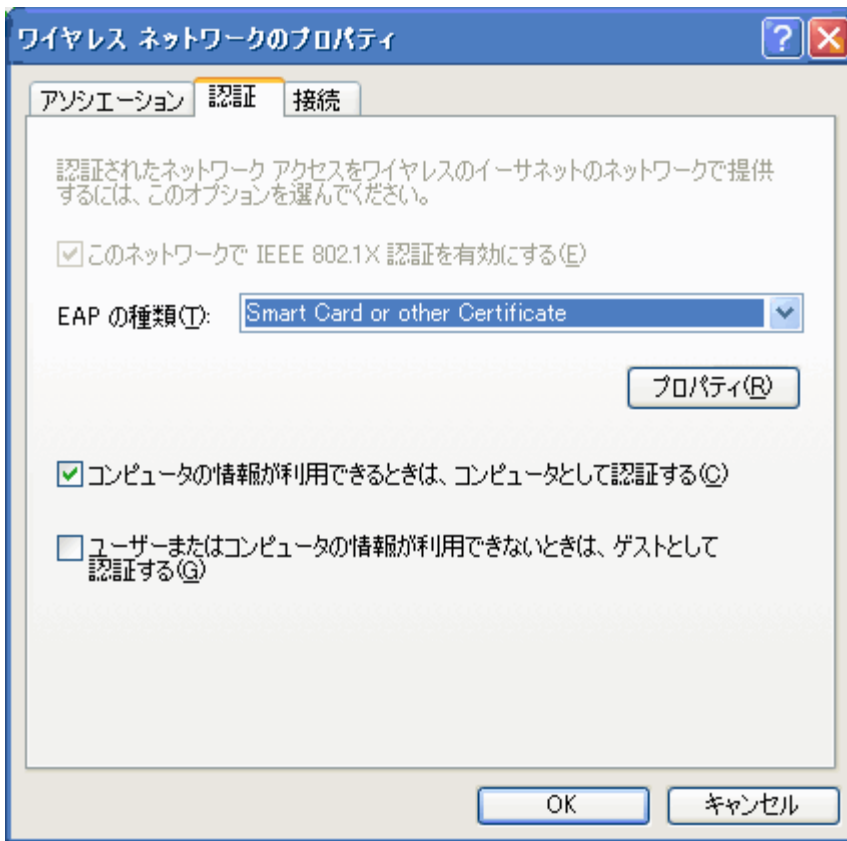 ワイヤレス ネットワークのプロパティ
アソシエーション 認証 接続
認証されたネットワーク アクセスをワイヤレスのイーサネットのネットワークで提供
するには、このオプションを選んでください。
このネットワークで IEEE 802.1X 認証を有効にする(E)
EAP の種類(T): Smart Card or other Certificate
プロパティ(R)
コンピュータの情報が利用できるときは、コンピュータとして認証する(C)
ユーザーまたはコンピュータの情報が利用できないときは、ゲストとして
認証する(G)
OK キャンセル